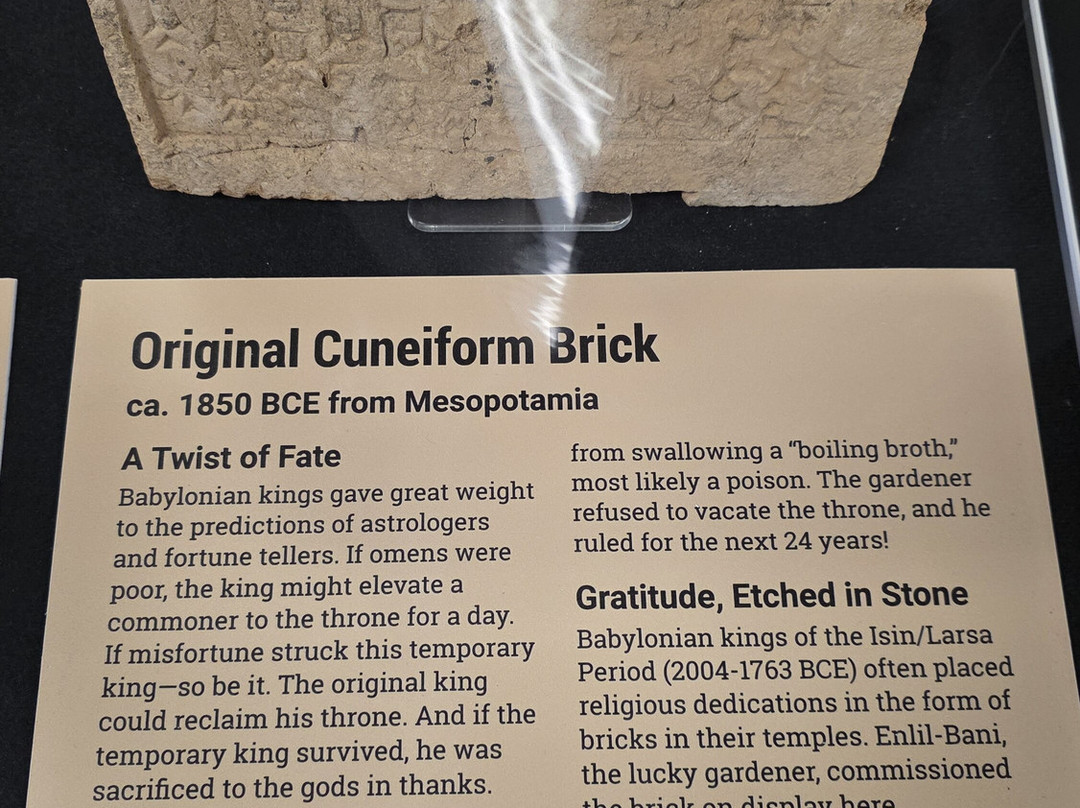 Original Cuneiform Brick
ca. 1850 BCE from Mesopotamia
A Twist of Fate
Babylonian kings gave great weight
to the predictions of astrologers
and fortune tellers. If omens were
poor, the king might elevate a
commoner to the throne for a day.
If misfortune struck this temporary
king—so be it. The original king
could reclaim his throne. And if the
temporary king survived, he was
sacrificed to the gods in thanks.
from swallowing a “boiling broth,”
most likely a poison. The gardener
refused to vacate the throne, and he
ruled for the next 24 years!
Gratitude, Etched in Stone
Babylonian kings of the Isin/Larsa
Period (2004-1763 BCE) often placed
religious dedications in the form of
bricks in their temples. Enlil-Bani,
the lucky gardener, commissioned
the brick on display here